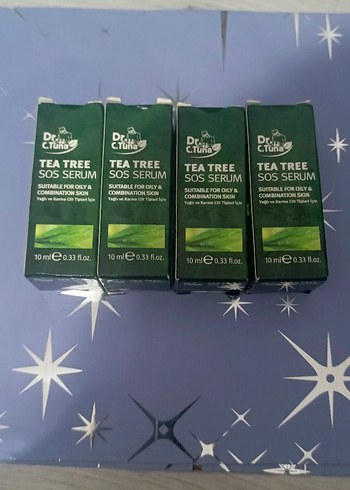 Dr.
C.Tuna
TEA TREE
SOS SERUM
SUITABLE FOR OILY &
COMBINATION SKIN
Yağlı ve Karma Cilt Tipleri İçin
10 ml e 0.33 fl.oz.
Dr.
C.Tuna
TEA TREE
SOS SERUM
SUITABLE FOR OILY &
COMBINATION SKIN
Yağlı ve Karma Cilt Tipleri İçin
10 ml e 0.33 fl.oz.
Dr.
C.Tuna
TEA TREE
SOS SERUM
SUITABLE FOR OILY &
COMBINATION SKIN
Yağlı ve Karma Cilt Tipleri İçin
10 ml e 0.33 fl.oz.
Dr.
C.Tuna
TEA TREE
SOS SERUM
SUITABLE FOR OILY &
COMBINATION SKIN
Yağlı ve Karma Cilt Tipleri İçin
10 ml e 0.33 fl.oz.